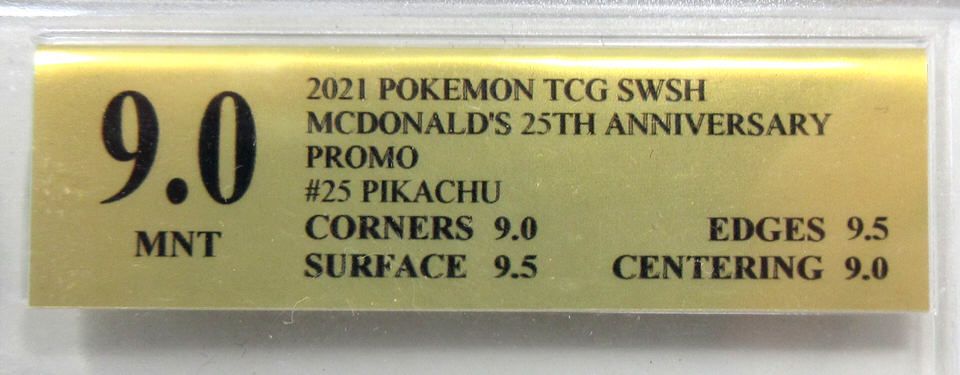 9.0
MNT
2021 POKEMON TCG SWSH
MCDONALD'S 25TH ANNIVERSARY
PROMO
#25 PIKACHU
CORNERS 9.0 EDGES 9.5
SURFACE 9.5 CENTERING 9.0